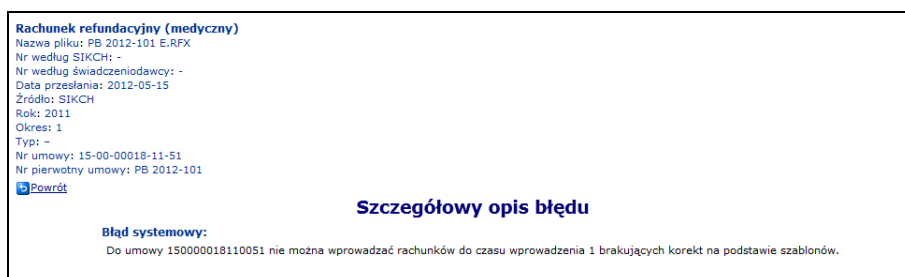 Rachunek refundacyjny (medyczny)
Nazwa pliku: PB 2012-101 E.RFX
Nr według SIKCH: -
Nr według świadczeniodawcy: -
Data przesłania: 2012-05-15
Źródło: SIKCH
Rok: 2011
Okres: 1
Typ: –
Nr umowy: 15-00-00018-11-51
Nr pierwotny umowy: PB 2012-101
Powrót
Szczegółowy opis błędu
Błąd systemowy:
Do umowy 150000018110051 nie można wprowadzać rachunków do czasu wprowadzenia 1 brakujących korekt na podstawie szablonów.